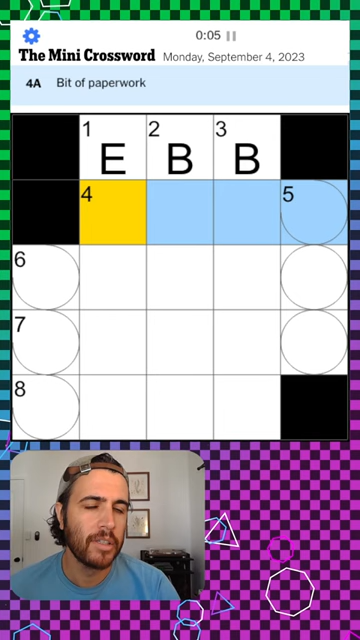 0:05
The Mini Crossword Monday, September 4, 2023
4A Bit of paperwork
1 2 3
E B B
4 5
6
7
8